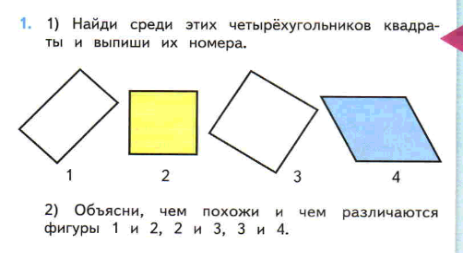 1. 1) Найди среди этих четырёхугольников квадра-
ты и выпиши их номера.
1 2 3 4
2) Объясни, чем похожи и чем различаются
фигуры 1 и 2, 2 и 3, 3 и 4.